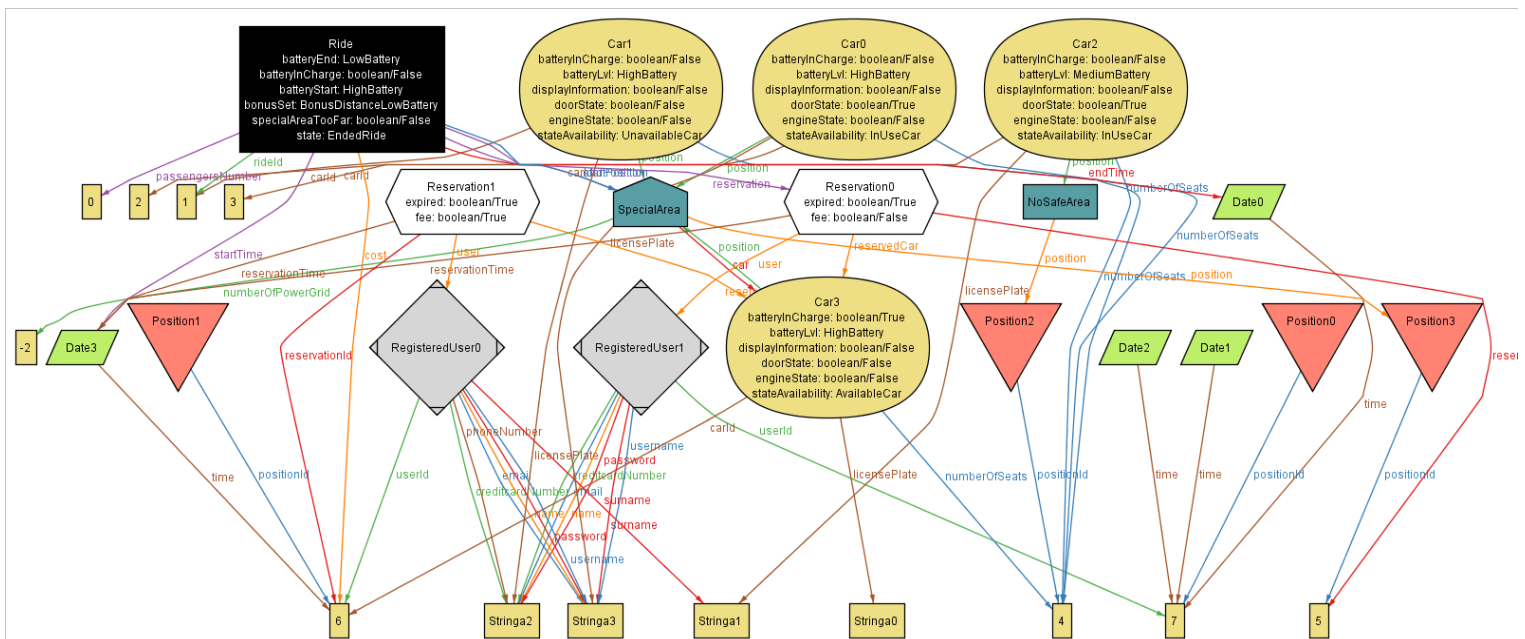 Ride
batteryEnd: LowBattery
batteryInCharge: boolean/False
batteryStart: HighBattery
bonusSet: BonusDistanceLowBattery
specialAreaTooFar: boolean/False
state: EndedRide
Car1
batteryInCharge: boolean/False
batteryLvl: HighBattery
displayInformation: boolean/False
doorState: boolean/False
engineState: boolean/False
stateAvailability: UnavailableCar
Car0
batteryInCharge: boolean/False
batteryLvl: HighBattery
displayInformation: boolean/False
doorState: boolean/True
engineState: boolean/False
stateAvailability: InUseCar
Car2
batteryInCharge: boolean/False
batteryLvl: MediumBattery
displayInformation: boolean/False
doorState: boolean/True
engineState: boolean/False
stateAvailability: InUseCar
rideId
position
position
position
endTime
passengersNumber
carId
carId
reservation
numberOfSeats
0
2
1
3
Reservation1
expired: boolean/True
fee: boolean/True
SpecialArea
Reservation0
expired: boolean/True
fee: boolean/False
NoSafeArea
Date0
numberOfSeats
startTime
cost
user
licensePlate
position
reservedCar
user
car
position
position
reservationTime
reservationTime
numberOfPowerGrid
numberOfSeats
licensePlate
-2
Date3
Position1
reservationId
RegisteredUser0
RegisteredUser1
Car3
batteryInCharge: boolean/True
batteryLvl: HighBattery
displayInformation: boolean/False
doorState: boolean/False
engineState: boolean/False
stateAvailability: AvailableCar
Position2
Date2
Date1
Position0
Position3
time
phoneNumber
licensePlate
carId
userId
username
password
time
positionId
userId
email
creditcardNumber
creditcardNumber
email
surname
licensePlate
numberOfSeats
positionId
time
time
positionId
positionId
name
name
surname
password
username
6
Stringa2
Stringa3
Stringa1
Stringa0
4
7
5